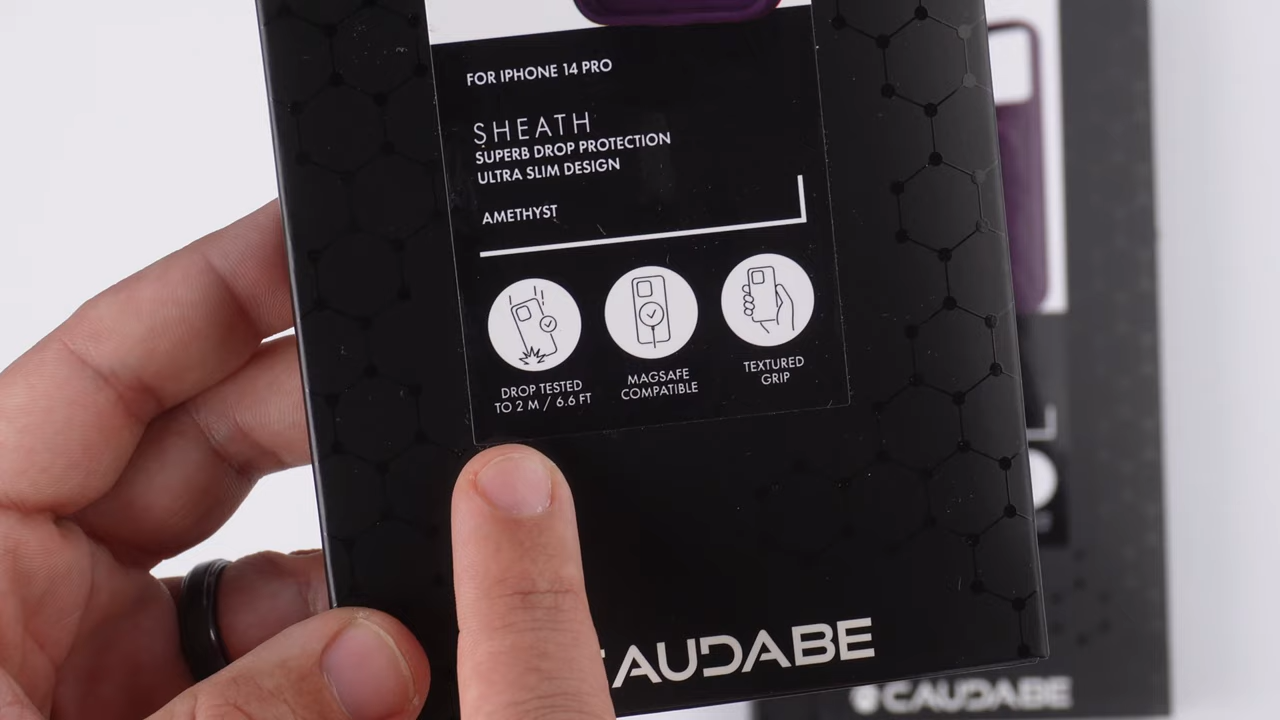 FOR IPHONE 14 PRO
SHEATH
SUPERB DROP PROTECTION
ULTRA SLIM DESIGN
AMETHYST
DROP TESTED
TO 2 M / 6.6 FT
MAGSAFE
COMPATIBLE
TEXTURED
GRIP
CAUDABE
CAUDABE